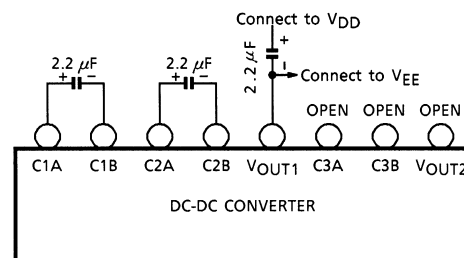 Connect to VDD
2.2 μF
+ −
2.2 μF
+ −
2.2 μF
+
−
Connect to VEE
OPEN OPEN OPEN
C1A C1B C2A C2B VOUT1 C3A C3B VOUT2
DC-DC CONVERTER